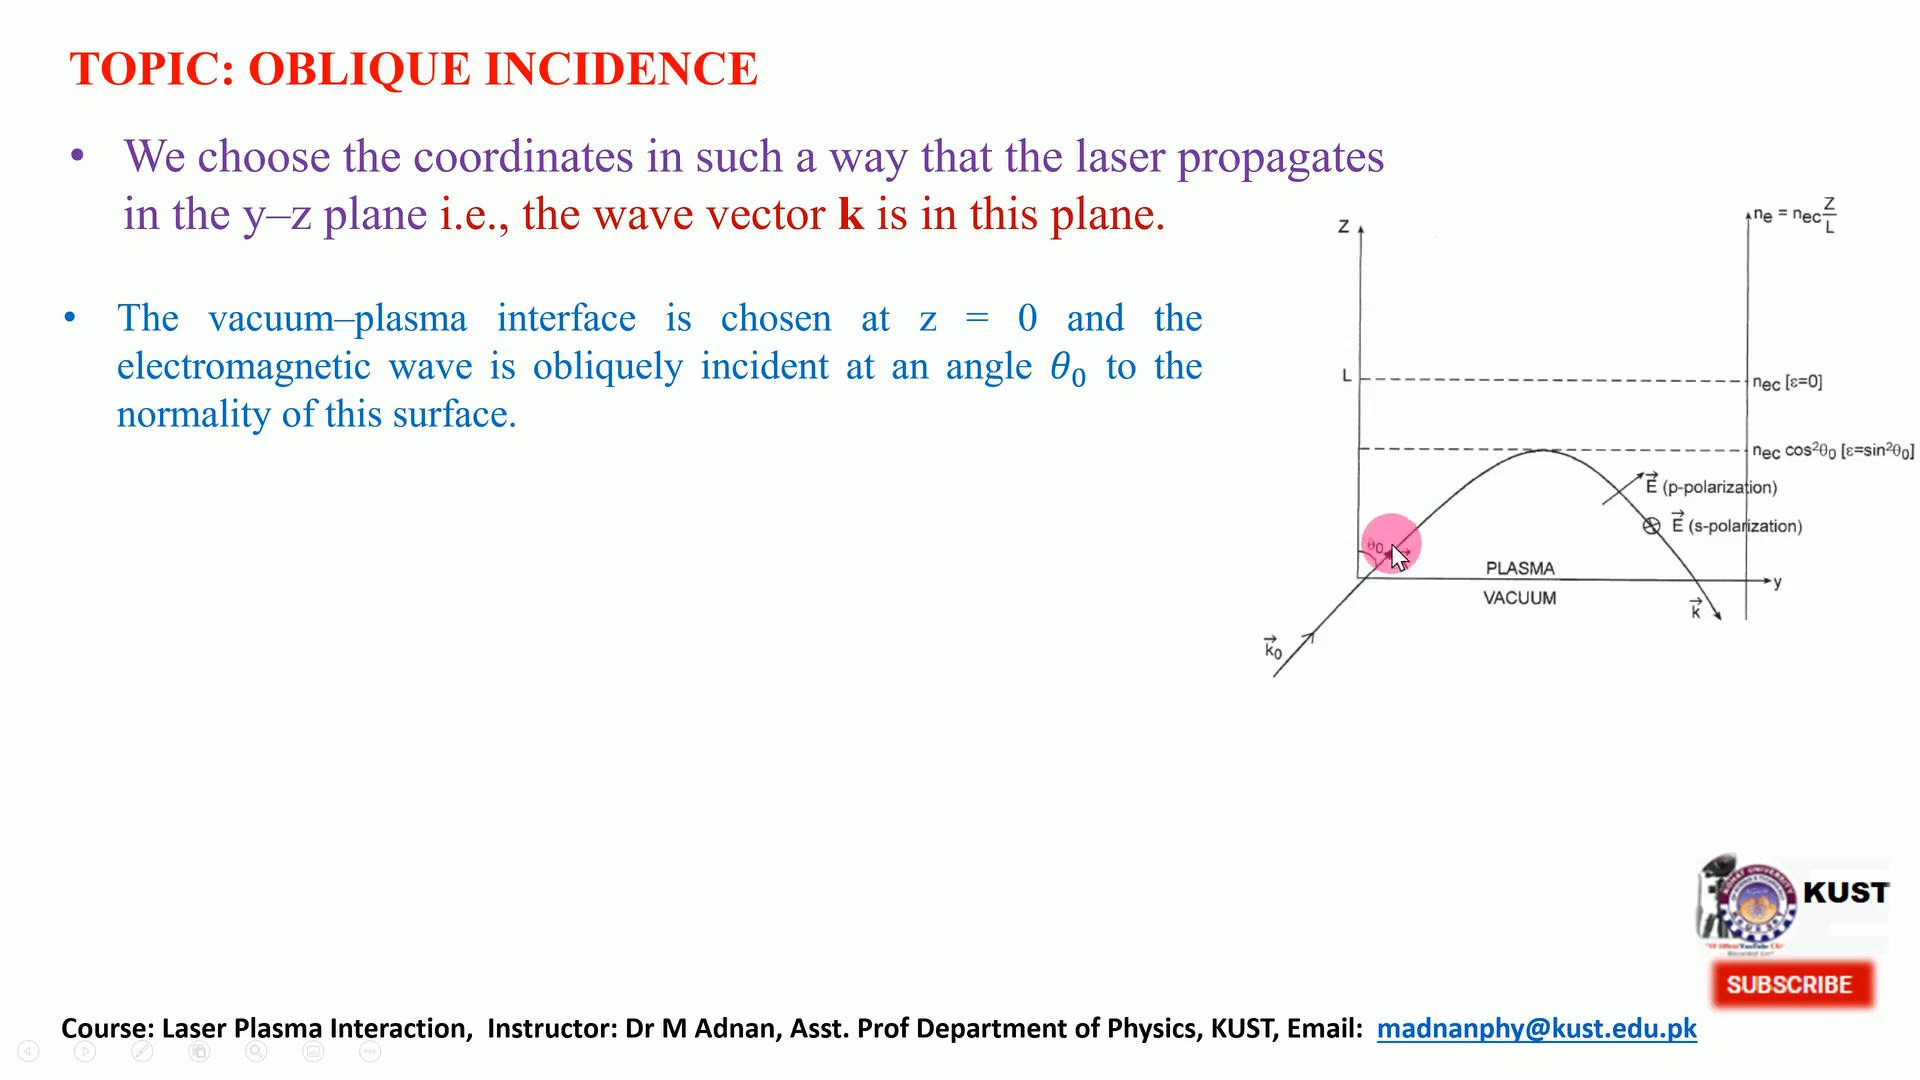 TOPIC: OBLIQUE INCIDENCE
• We choose the coordinates in such a way that the laser propagates
in the y–z plane i.e., the wave vector k is in this plane.
• The vacuum–plasma interface is chosen at z = 0 and the
electromagnetic wave is obliquely incident at an angle θ₀ to the
normality of this surface.
Z
nₑ = nₑc Z/L
L
nₑc [ε=0]
nₑc cos²θ₀ [ε=sin²θ₀]
E⃗ (p-polarization)
E⃗ (s-polarization)
θ₀
PLASMA
y
VACUUM
k⃗
k⃗₀
KUST
SUBSCRIBE
Course: Laser Plasma Interaction, Instructor: Dr M Adnan, Asst. Prof Department of Physics, KUST, Email: madnanphy@kust.edu.pk